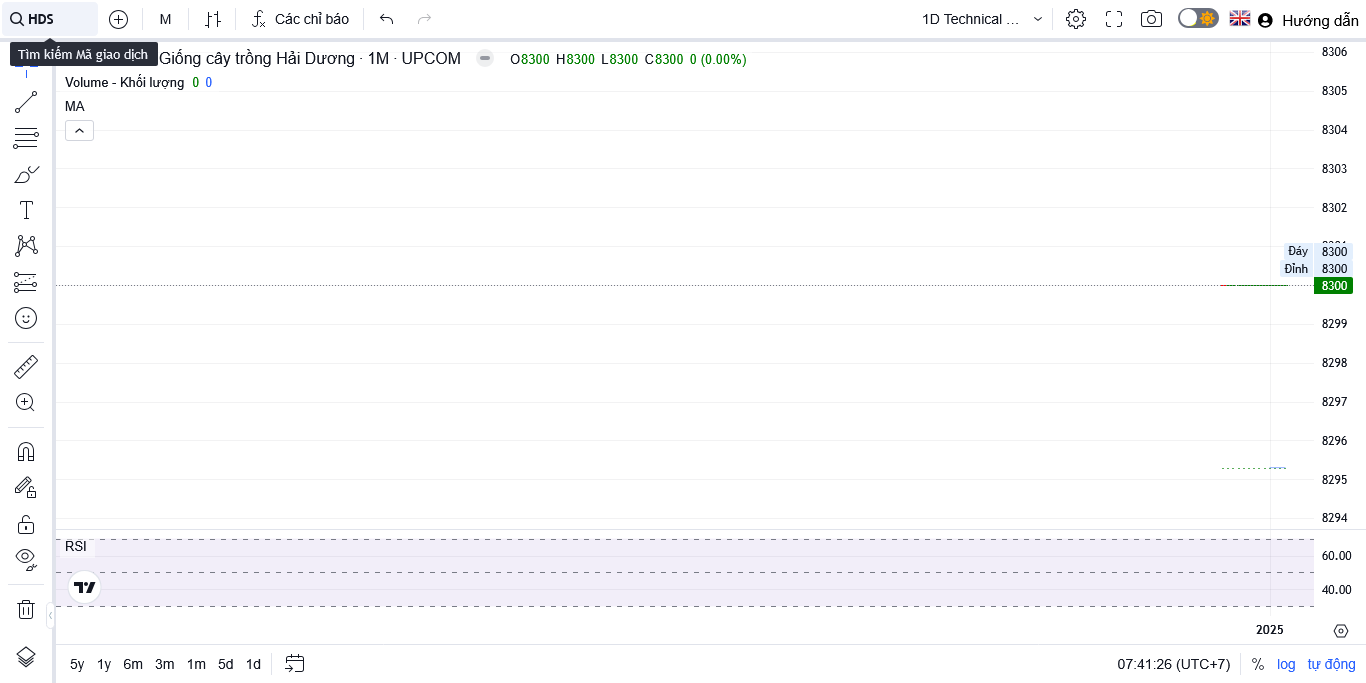 HDS
M
Các chỉ báo
1D Technical ...
Hướng dẫn
Tìm kiếm Mã giao dịch
Giống cây trồng Hải Dương · 1M · UPCOM
O8300 H8300 L8300 C8300 0 (0.00%)
Volume - Khối lượng 0 0
MA
8306
8305
8304
8303
8302
Đáy 8300
Đỉnh 8300
8300
8299
8298
8297
8296
8295
8294
RSI
60.00
40.00
2025
5y 1y 6m 3m 1m 5d 1d
07:41:26 (UTC+7)
% log tự động